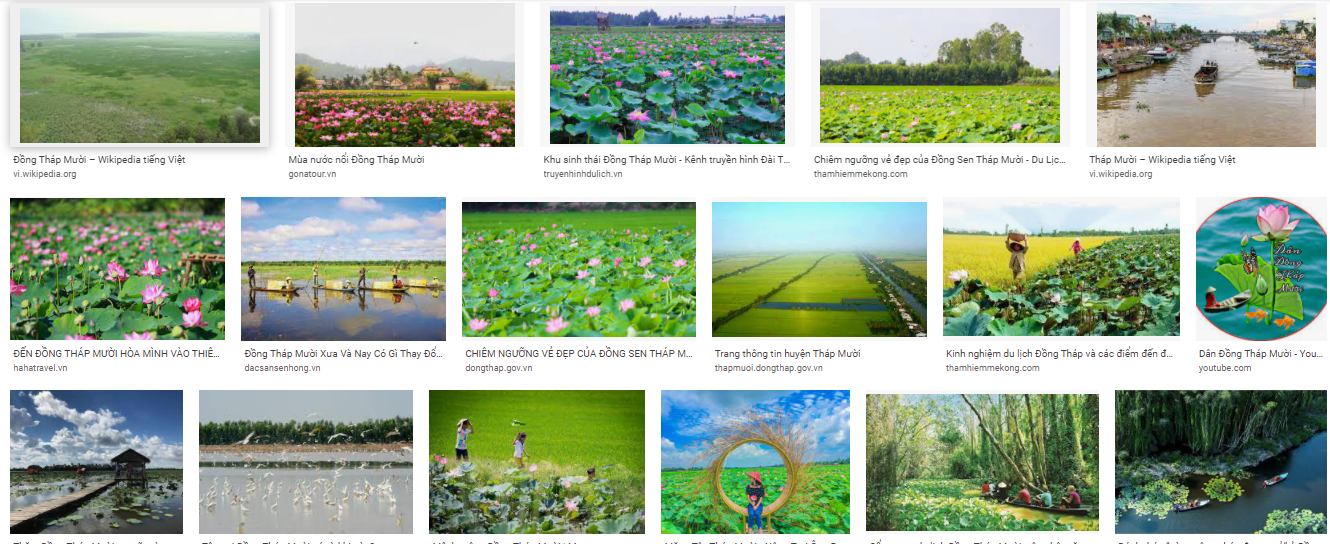 Đồng Tháp Mười – Wikipedia tiếng Việt
vi.wikipedia.org
Mùa nước nổi Đồng Tháp Mười
gonatour.vn
Khu sinh thái Đồng Tháp Mười - Kênh truyền hình Đài T...
truyenhinhdulich.vn
Chiêm ngưỡng vẻ đẹp của Đồng Sen Tháp Mười - Du Lịc...
thamhiemmekong.com
Tháp Mười – Wikipedia tiếng Việt
vi.wikipedia.org
ĐẾN ĐỒNG THÁP MƯỜI HÒA MÌNH VÀO THIÊ...
hahatravel.vn
Đồng Tháp Mười Xưa Và Nay Có Gì Thay Đổ...
dacsansenhong.vn
CHIÊM NGƯỠNG VẺ ĐẸP CỦA ĐỒNG SEN THÁP M...
dongthap.gov.vn
Trang thông tin huyện Tháp Mười
thapmuoi.dongthap.gov.vn
Kinh nghiệm du lịch Đồng Tháp và các điểm đến đ...
thamhiemmekong.com
Dân
Đồng
Tháp
Mười
Dân Đồng Tháp Mười - You...
youtube.com